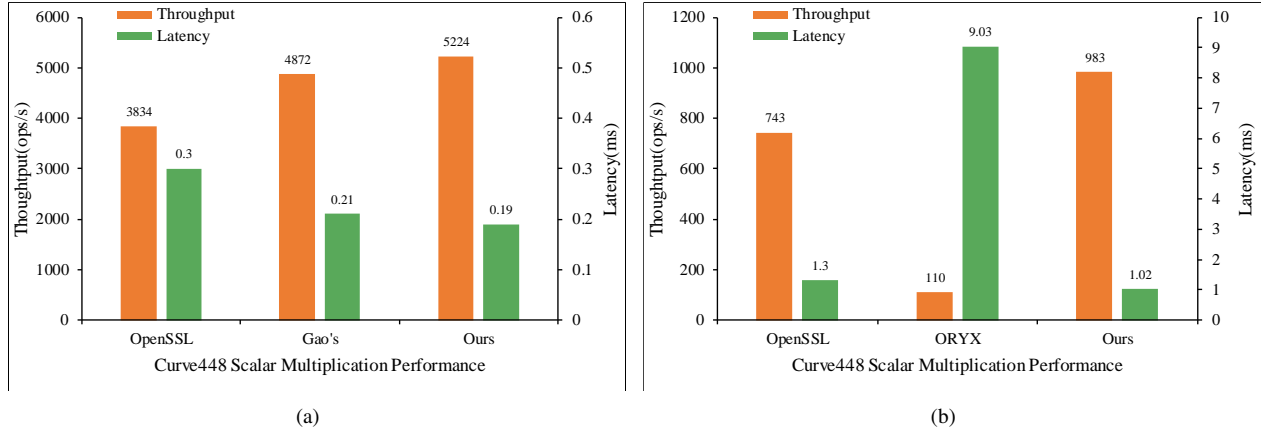 Throughput
Latency
6000
5000
4000
3000
2000
1000
0
Thoughtput(ops/s)
3834
0.3
4872
0.21
5224
0.19
0.6
0.5
0.4
0.3
0.2
0.1
0
Latency(ms)
OpenSSL
Gao's
Ours
Curve448 Scalar Multiplication Performance
(a)
Throughput
Latency
1200
1000
800
600
400
200
0
Thoughtput(ops/s)
743
1.3
110
9.03
983
1.02
10
9
8
7
6
5
4
3
2
1
0
Latency(ms)
OpenSSL
ORYX
Ours
Curve448 Scalar Multiplication Performance
(b)